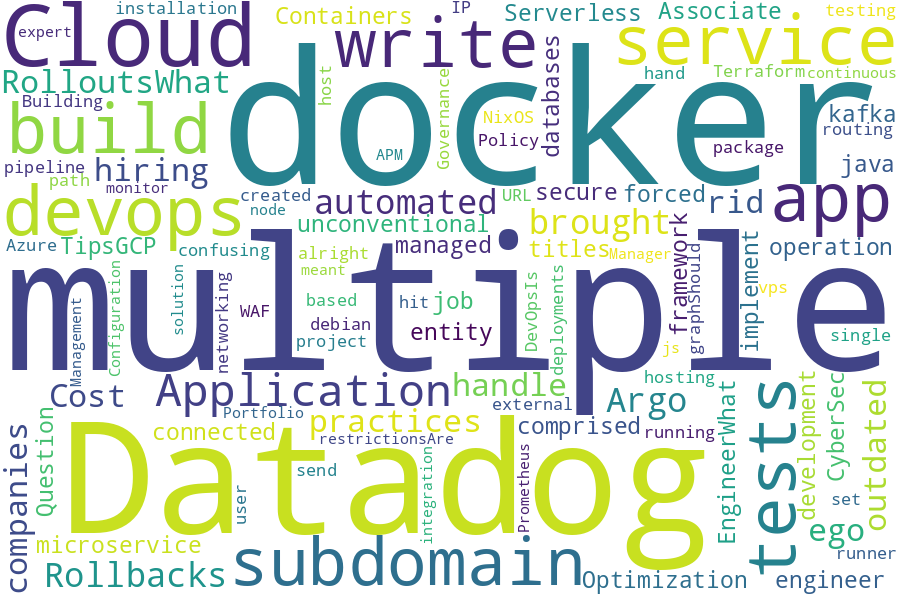 Cloud
installation
Containers
IP
Serverless
Associate
testing
expert
write
service
RolloutsWhat
host
docker
databases
hand
Terraform
continuous
Building
build
Governance
NixOS
Policy
kafka
routing
package
pipeline
hiring
APM
java
path
monitor
devops
created
node
automated
URL
secure
forced
rid
app
unconventional
brought
framework
Azure
TipsGCP
confusing
alright
meant
managed
titles
Manager
graphShould
implement
operation
multiple
Management
Configuration
solution
networking
WAF
based
debian
project
hit
job
entity
DevOpsIs
deployments
js
vps
single
Cost
Application
handle
hosting
Argo
Portfolio
external
Question
connected
practices
restrictionsAre
comprised
running
EngineerWhat
tests
development
CyberSec
outdated
companies
Datadog
send
user
integration
Prometheus
set
ego
microservice
runner
Rollbacks
subdomain
Optimization
engineer